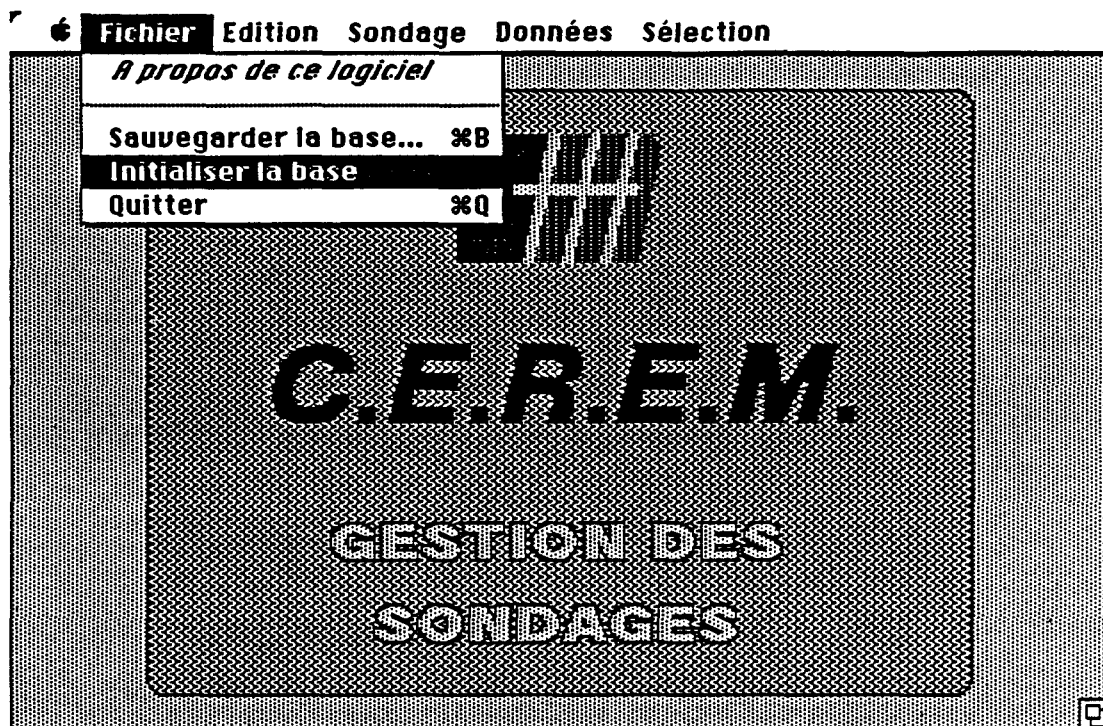 Fichier Edition Sondage Données Sélection
A propos de ce logiciel
Sauvegarder la base... ⌘B
Initialiser la base
Quitter ⌘Q
C.E.R.E.M.
GESTION DES
SONDAGES